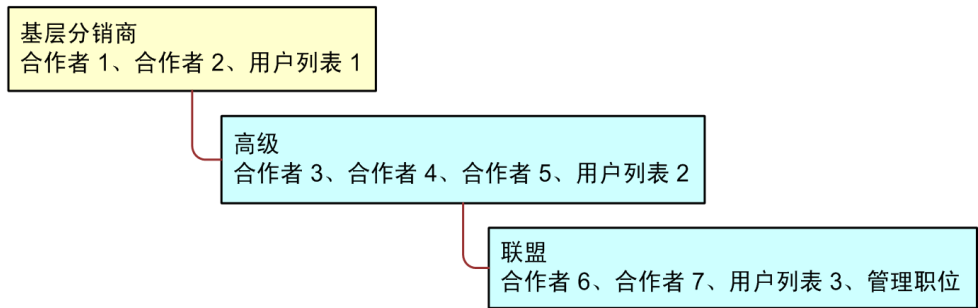 基层分销商
合作者 1、合作者 2、用户列表 1
高级
合作者 3、合作者 4、合作者 5、用户列表 2
联盟
合作者 6、合作者 7、用户列表 3、管理职位